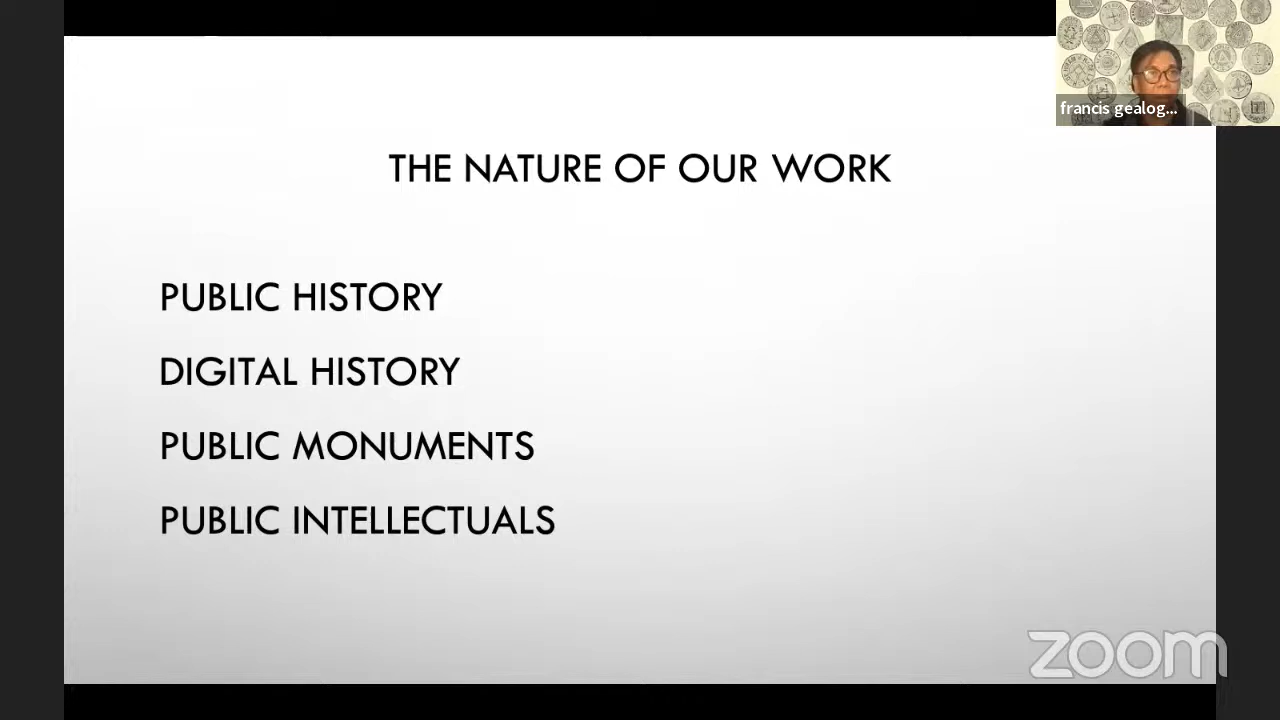 francis gealog...
THE NATURE OF OUR WORK
PUBLIC HISTORY
DIGITAL HISTORY
PUBLIC MONUMENTS
PUBLIC INTELLECTUALS
zoom